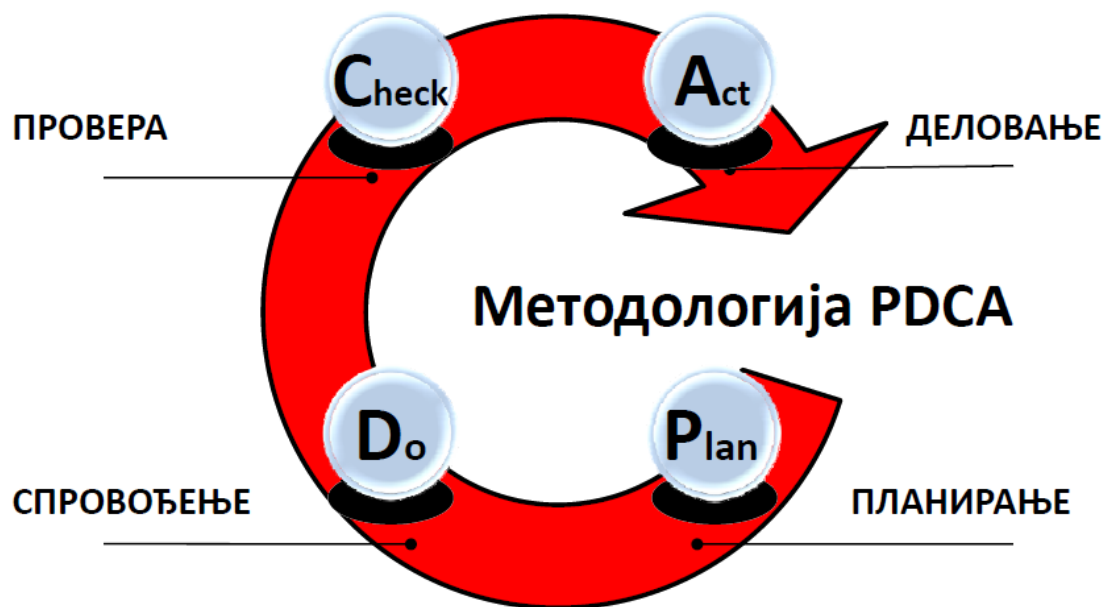 Check
Act
ПРОВЕРА
ДЕЛОВАЊЕ
Методологија PDCA
Do
Plan
СПРОВОЂЕЊЕ
ПЛАНИРАЊЕ